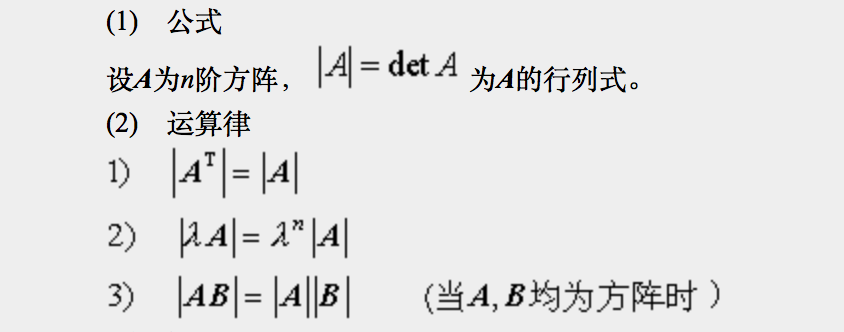 (1) 公式
设A为n阶方阵， |A| = det A 为A的行列式。
(2) 运算律
1) |Aᵀ| = |A|
2) |λA| = λⁿ|A|
3) |AB| = |A||B| (当A, B均为方阵时 )